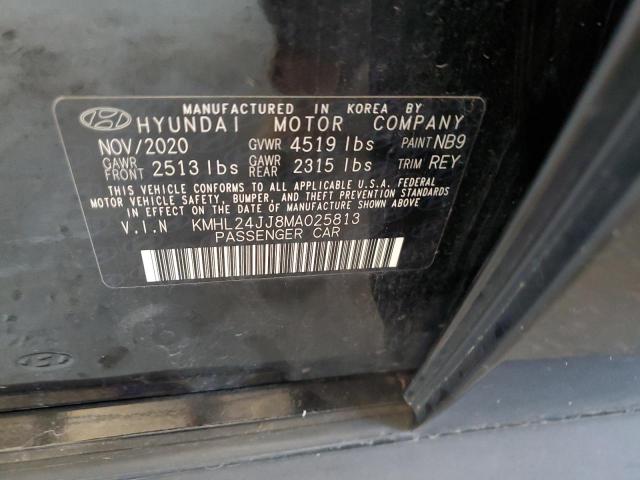 MANUFACTURED IN KOREA BY
HYUNDAI MOTOR COMPANY
NOV/2020 GVWR 4519 lbs PAINT NB9
GAWR FRONT 2513 lbs GAWR REAR 2315 lbs TRIM REY
THIS VEHICLE CONFORMS TO ALL APPLICABLE U.S.A. FEDERAL
MOTOR VEHICLE SAFETY, BUMPER, AND THEFT PREVENTION STANDARDS
IN EFFECT ON THE DATE OF MANUFACTURE SHOWN ABOVE.
V.I.N KMHL24JJ8MA025813
PASSENGER CAR